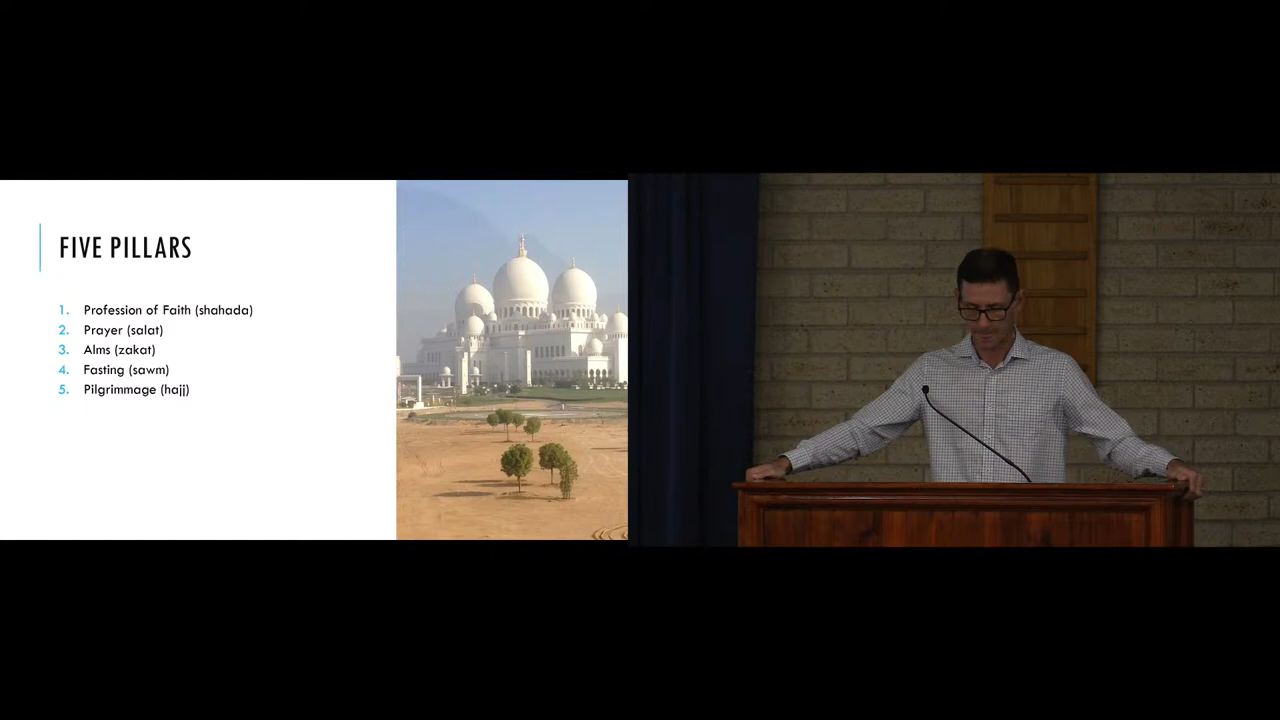 FIVE PILLARS
1. Profession of Faith (shahada)
2. Prayer (salat)
3. Alms (zakat)
4. Fasting (sawm)
5. Pilgrimmage (hajj)